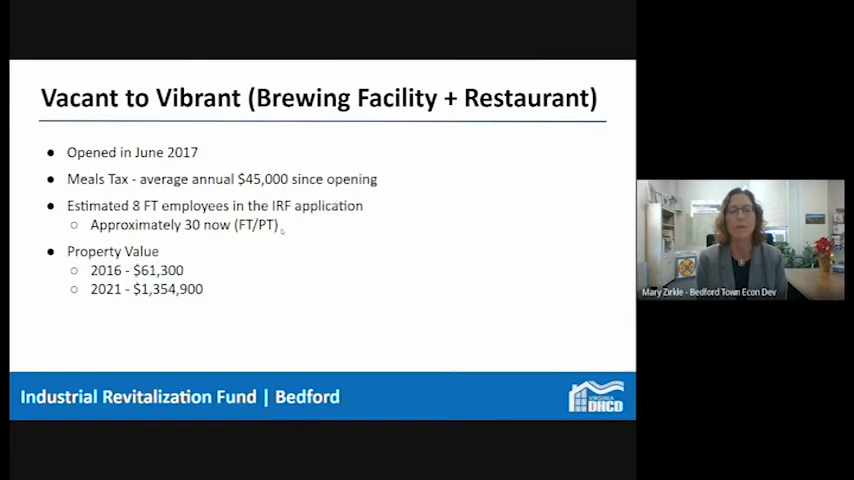 Vacant to Vibrant (Brewing Facility + Restaurant)
● Opened in June 2017
● Meals Tax - average annual $45,000 since opening
● Estimated 8 FT employees in the IRF application
○ Approximately 30 now (FT/PT)
● Property Value
○ 2016 - $61,300
○ 2021 - $1,354,900
Mary Zirkle - Bedford Town Econ Dev
Industrial Revitalization Fund | Bedford
VIRGINIA
DHCD